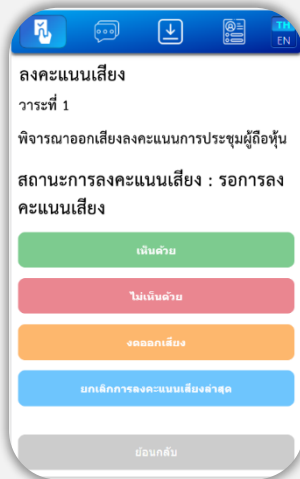 TH
EN
ลงคะแนนเสียง
วาระที่ 1
พิจารณาออกเสียงลงคะแนนการประชุมผู้ถือหุ้น
สถานะการลงคะแนนเสียง : รอการลง
คะแนนเสียง
เห็นด้วย
ไม่เห็นด้วย
งดออกเสียง
ยกเลิกการลงคะแนนเสียงล่าสุด
ย้อนกลับ